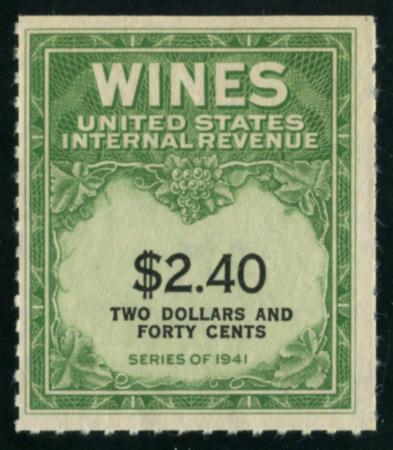 WINES
UNITED STATES
INTERNAL REVENUE
$2.40
TWO DOLLARS AND
FORTY CENTS
SERIES OF 1941